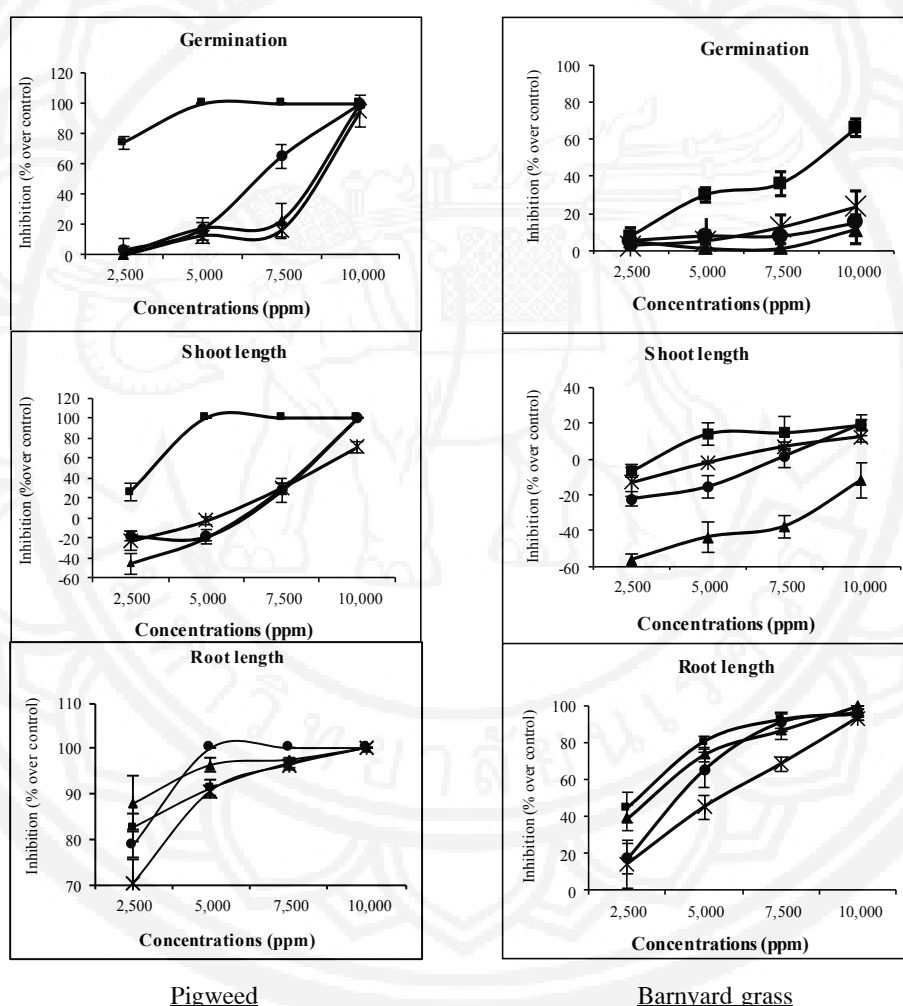 Germination
120
100
80
60
40
20
0
Inhibition (% over control)
2,500 5,000 7,500 10,000
Concentrations (ppm)
Germination
100
80
60
40
20
0
Inhibition (% over control)
2,500 5,000 7,500 10,000
Concentrations (ppm)
Shoot length
120
100
80
60
40
20
0
-20
-40
-60
Inhibition (%over control)
2,500 5,000 7,500 10,000
Concentrations (ppm)
Shoot length
40
20
0
-20
-40
-60
Inhibition (% over control)
2,500 5,000 7,500 10,000
Concentrations (ppm)
Root length
110
100
90
80
70
Inhibition (% over control)
2,500 5,000 7,500 10,000
Concentrations (ppm)
Root length
100
80
60
40
20
0
Inhibition (% over control)
2,500 5,000 7,500 10,000
Concentrations (ppm)
Pigweed
Barnyard grass